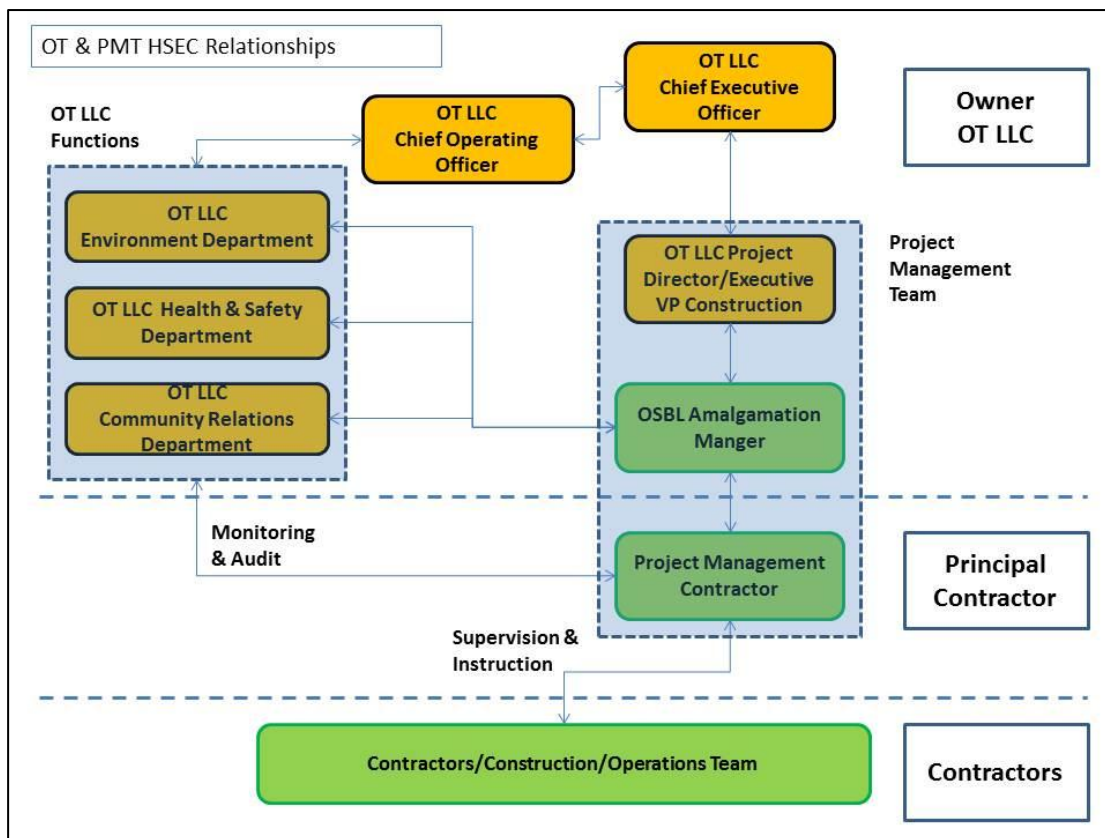 OT & PMT HSEC Relationships
OT LLC
Chief Executive
Officer
Owner
OT LLC
OT LLC
Functions
OT LLC
Chief Operating
Officer
OT LLC
Environment Department
OT LLC Project
Director/Executive
VP Construction
Project
Management
Team
OT LLC Health & Safety
Department
OT LLC
Community Relations
Department
OSBL Amalgamation
Manger
Monitoring
& Audit
Project Management
Contractor
Principal
Contractor
Supervision &
Instruction
Contractors/Construction/Operations Team
Contractors